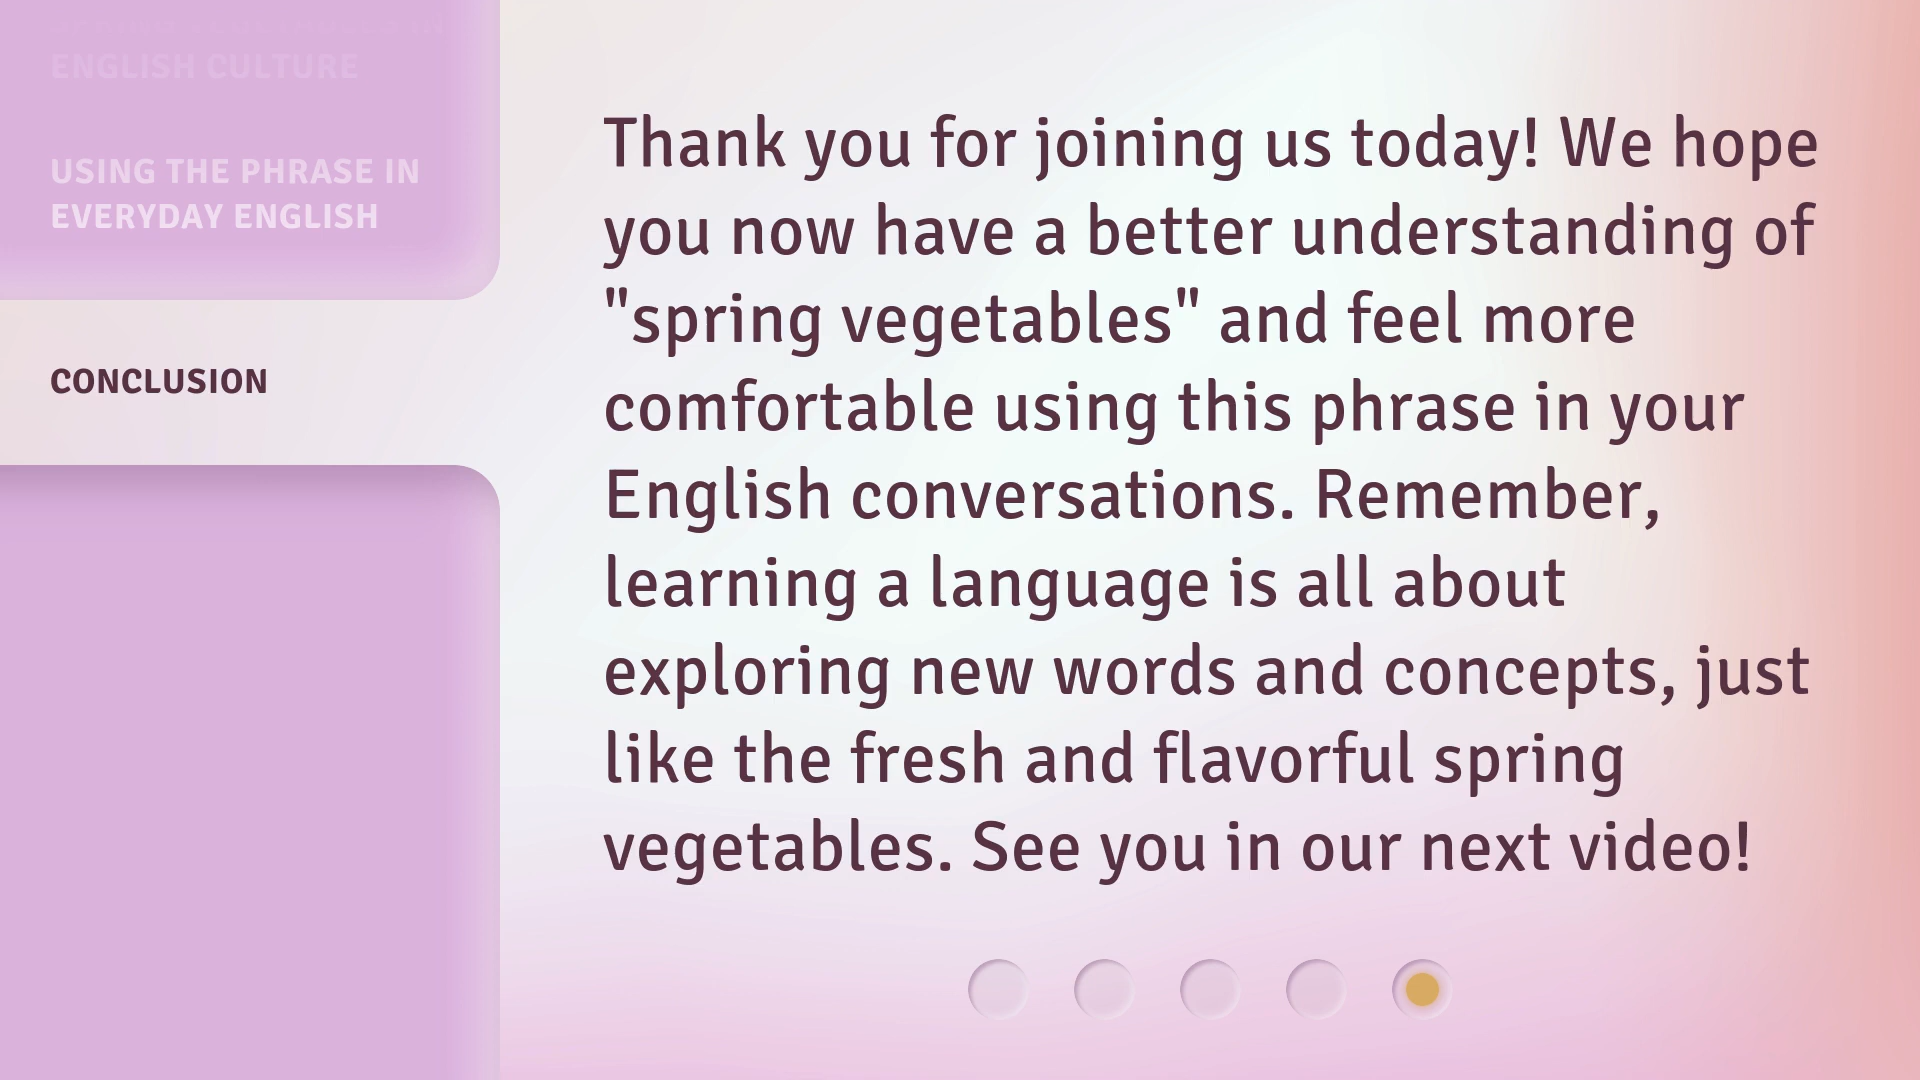 ENGLISH CULTURE
USING THE PHRASE IN
EVERYDAY ENGLISH
CONCLUSION
Thank you for joining us today! We hope
you now have a better understanding of
"spring vegetables" and feel more
comfortable using this phrase in your
English conversations. Remember,
learning a language is all about
exploring new words and concepts, just
like the fresh and flavorful spring
vegetables. See you in our next video!